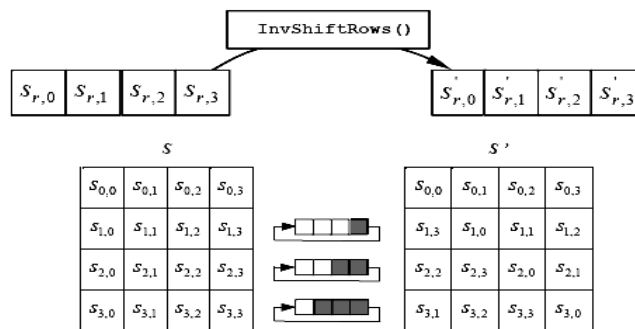 InvShiftRows()
S_{r,0} S_{r,1} S_{r,2} S_{r,3} S'_{r,0} S'_{r,1} S'_{r,2} S'_{r,3}
S S'
S_{0,0} S_{0,1} S_{0,2} S_{0,3} S_{0,0} S_{0,1} S_{0,2} S_{0,3}
S_{1,0} S_{1,1} S_{1,2} S_{1,3} S_{1,3} S_{1,0} S_{1,1} S_{1,2}
S_{2,0} S_{2,1} S_{2,2} S_{2,3} S_{2,2} S_{2,3} S_{2,0} S_{2,1}
S_{3,0} S_{3,1} S_{3,2} S_{3,3} S_{3,1} S_{3,2} S_{3,3} S_{3,0}